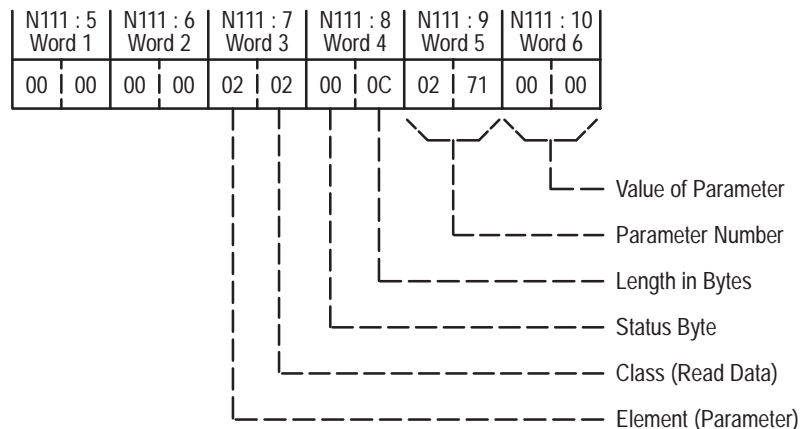 N111 : 5 N111 : 6 N111 : 7 N111 : 8 N111 : 9 N111 : 10
Word 1 Word 2 Word 3 Word 4 Word 5 Word 6
00 00 00 00 02 02 00 0C 02 71 00 00
Value of Parameter
Parameter Number
Length in Bytes
Status Byte
Class (Read Data)
Element (Parameter)